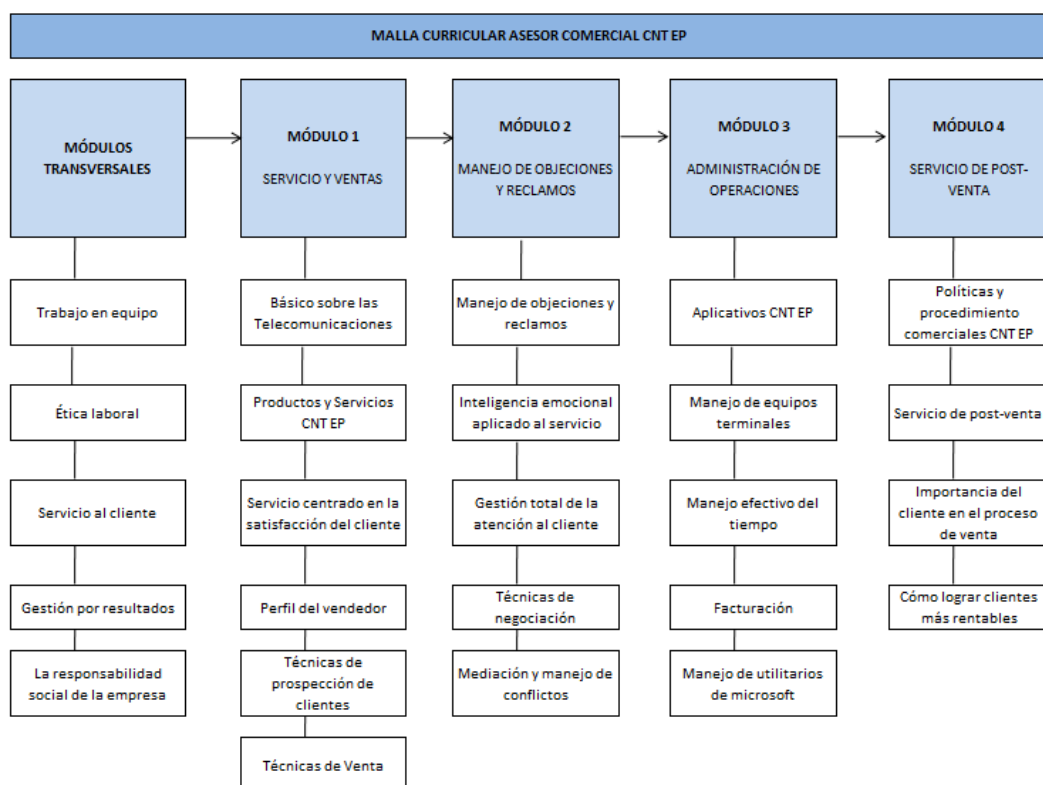 MALLA CURRICULAR ASESOR COMERCIAL CNT EP
MÓDULOS
TRANSVERSALES
Trabajo en equipo
Ética laboral
Servicio al cliente
Gestión por resultados
La responsabilidad
social de la empresa
MÓDULO 1
SERVICIO Y VENTAS
Básico sobre las
Telecomunicaciones
Productos y Servicios
CNT EP
Servicio centrado en la
satisfacción del cliente
Perfil del vendedor
Técnicas de
prospección de
clientes
Técnicas de Venta
MÓDULO 2
MANEJO DE OBJECIONES
Y RECLAMOS
Manejo de objeciones y
reclamos
Inteligencia emocional
aplicado al servicio
Gestión total de la
atención al cliente
Técnicas de
negociación
Mediación y manejo de
conflictos
MÓDULO 3
ADMINISTRACIÓN DE
OPERACIONES
Aplicativos CNT EP
Manejo de equipos
terminales
Manejo efectivo del
tiempo
Facturación
Manejo de utilitarios
de microsoft
MÓDULO 4
SERVICIO DE POST-
VENTA
Políticas y
procedimiento
comerciales CNT EP
Servicio de post-venta
Importancia del
cliente en el proceso
de venta
Cómo lograr clientes
más rentables